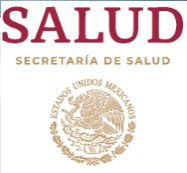 SALUD
SECRETARÍA DE SALUD
ESTADOS UNIDOS MEXICANOS